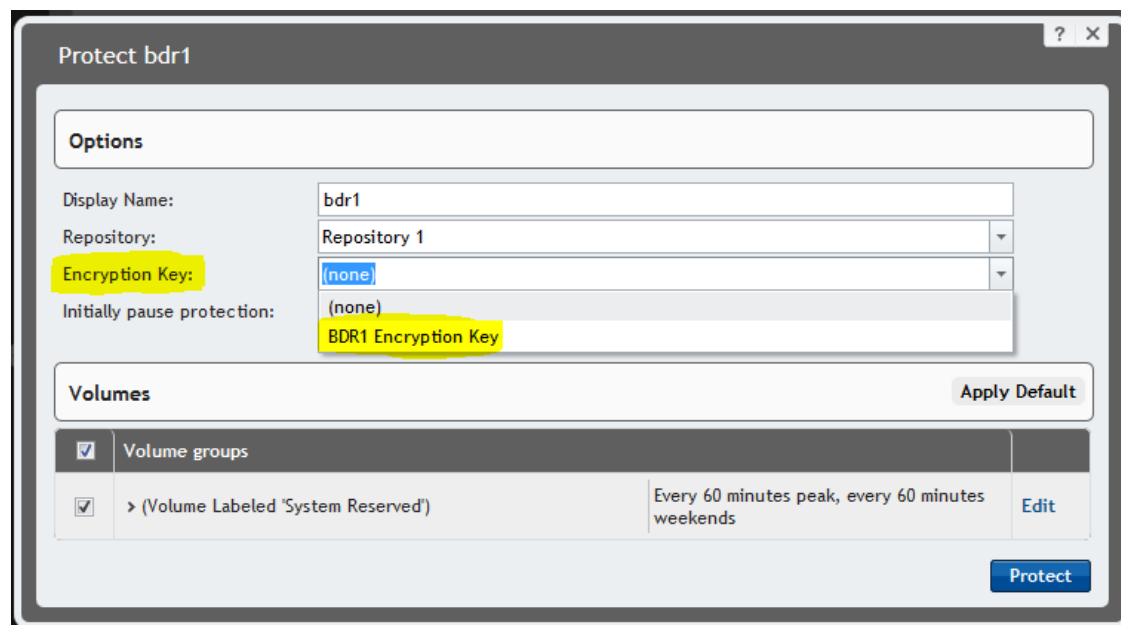 Protect bdr1
? X
Options
Display Name: bdr1
Repository: Repository 1
Encryption Key: (none)
Initially pause protection:
(none)
BDR1 Encryption Key
Volumes
Apply Default
Volume groups
> (Volume Labeled 'System Reserved')
Every 60 minutes peak, every 60 minutes
weekends
Edit
Protect